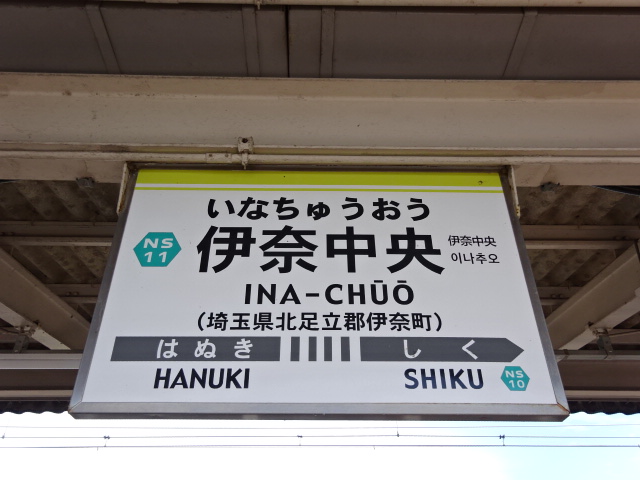 いなちゅうおう
NS
11
伊奈中央
伊奈中央
이나추오
INA-CHŪŌ
(埼玉県北足立郡伊奈町)
はぬき しく
HANUKI SHIKU
NS
10